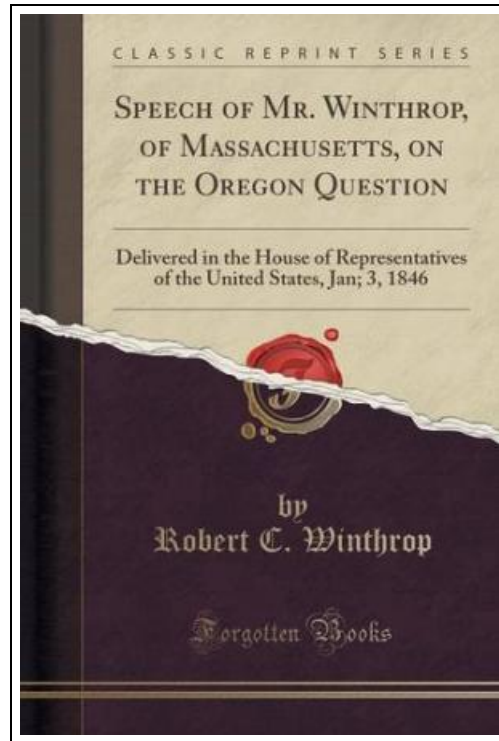 CLASSIC REPRINT SERIES
SPEECH OF MR. WINTHROP,
OF MASSACHUSETTS, ON
THE OREGON QUESTION
Delivered in the House of Representatives
of the United States, Jan; 3, 1846
F
by
Robert C. Winthrop
Forgotten Books